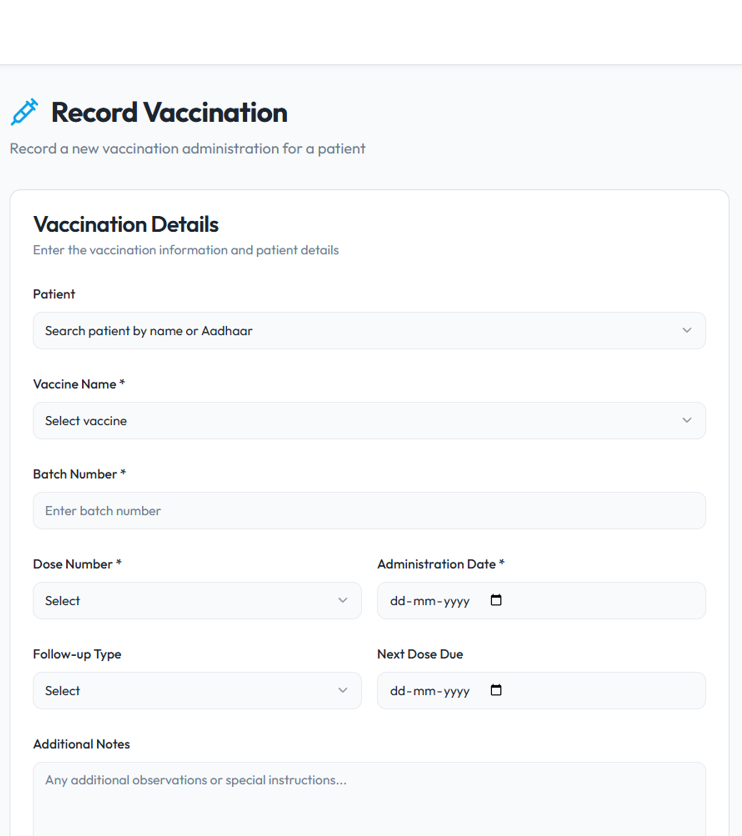 Record Vaccination
Record a new vaccination administration for a patient
Vaccination Details
Enter the vaccination information and patient details
Patient
Search patient by name or Aadhaar
Vaccine Name *
Select vaccine
Batch Number *
Enter batch number
Dose Number * Administration Date *
Select dd-mm-yyyy
Follow-up Type Next Dose Due
Select dd-mm-yyyy
Additional Notes
Any additional observations or special instructions...